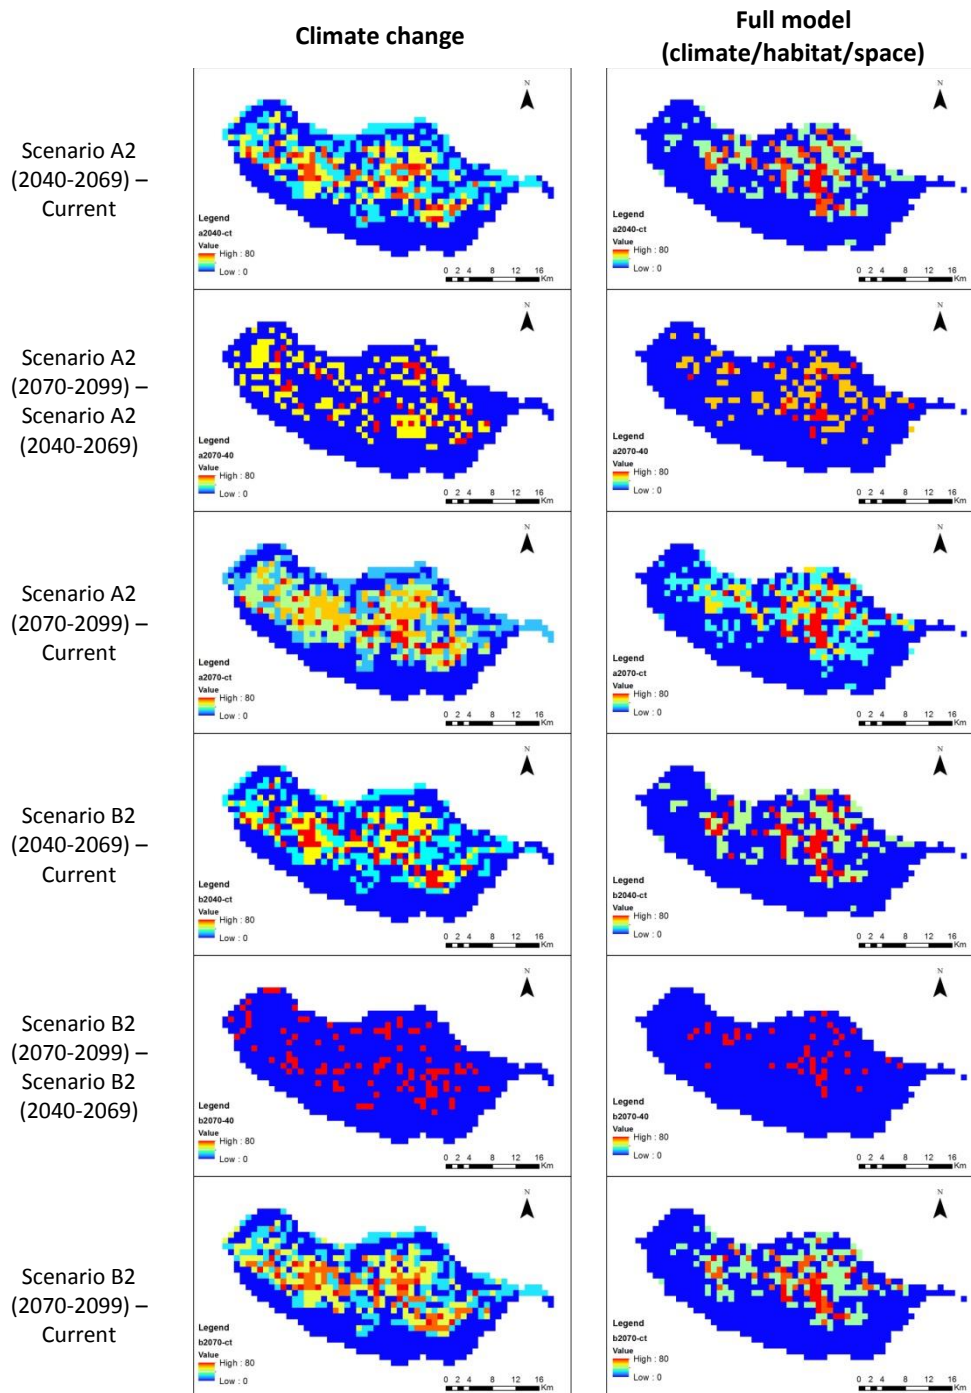 Climate change
Full model
(climate/habitat/space)
Scenario A2
(2040-2069) –
Current
N
Legend
a2040-ct
Value
High : 80
Low : 0
0 2 4 8 12 16
Km
N
Legend
a2040-ct
Value
High : 80
Low : 0
0 2 4 8 12 16
Km
Scenario A2
(2070-2099) –
Scenario A2
(2040-2069)
N
Legend
a2070-40
Value
High : 80
Low : 0
0 2 4 8 12 16
Km
N
Legend
a2070-40
Value
High : 80
Low : 0
0 2 4 8 12 16
Km
Scenario A2
(2070-2099) –
Current
N
Legend
a2070-ct
Value
High : 80
Low : 0
0 2 4 8 12 16
Km
N
Legend
a2070-ct
Value
High : 80
Low : 0
0 2 4 8 12 16
Km
Scenario B2
(2040-2069) –
Current
N
Legend
b2040-ct
Value
High : 80
Low : 0
0 2 4 8 12 16
Km
N
Legend
b2040-ct
Value
High : 80
Low : 0
0 2 4 8 12 16
Km
Scenario B2
(2070-2099) –
Scenario B2
(2040-2069)
N
Legend
b2070-40
Value
High : 80
Low : 0
0 2 4 8 12 16
Km
N
Legend
b2070-40
Value
High : 80
Low : 0
0 2 4 8 12 16
Km
Scenario B2
(2070-2099) –
Current
N
Legend
b2070-ct
Value
High : 80
Low : 0
0 2 4 8 12 16
Km
N
Legend
b2070-ct
Value
High : 80
Low : 0
0 2 4 8 12 16
Km